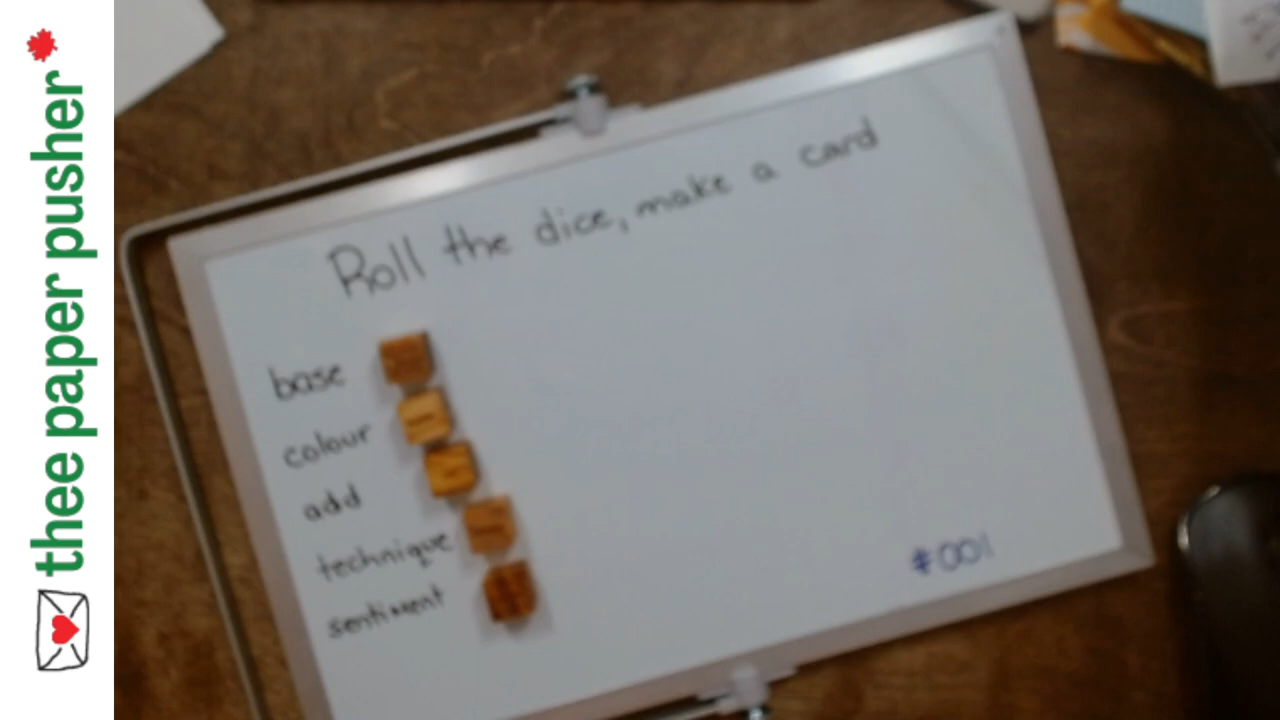 thee paper pusher
Roll the dice, make a card
base
colour
add
technique
sentiment
#001